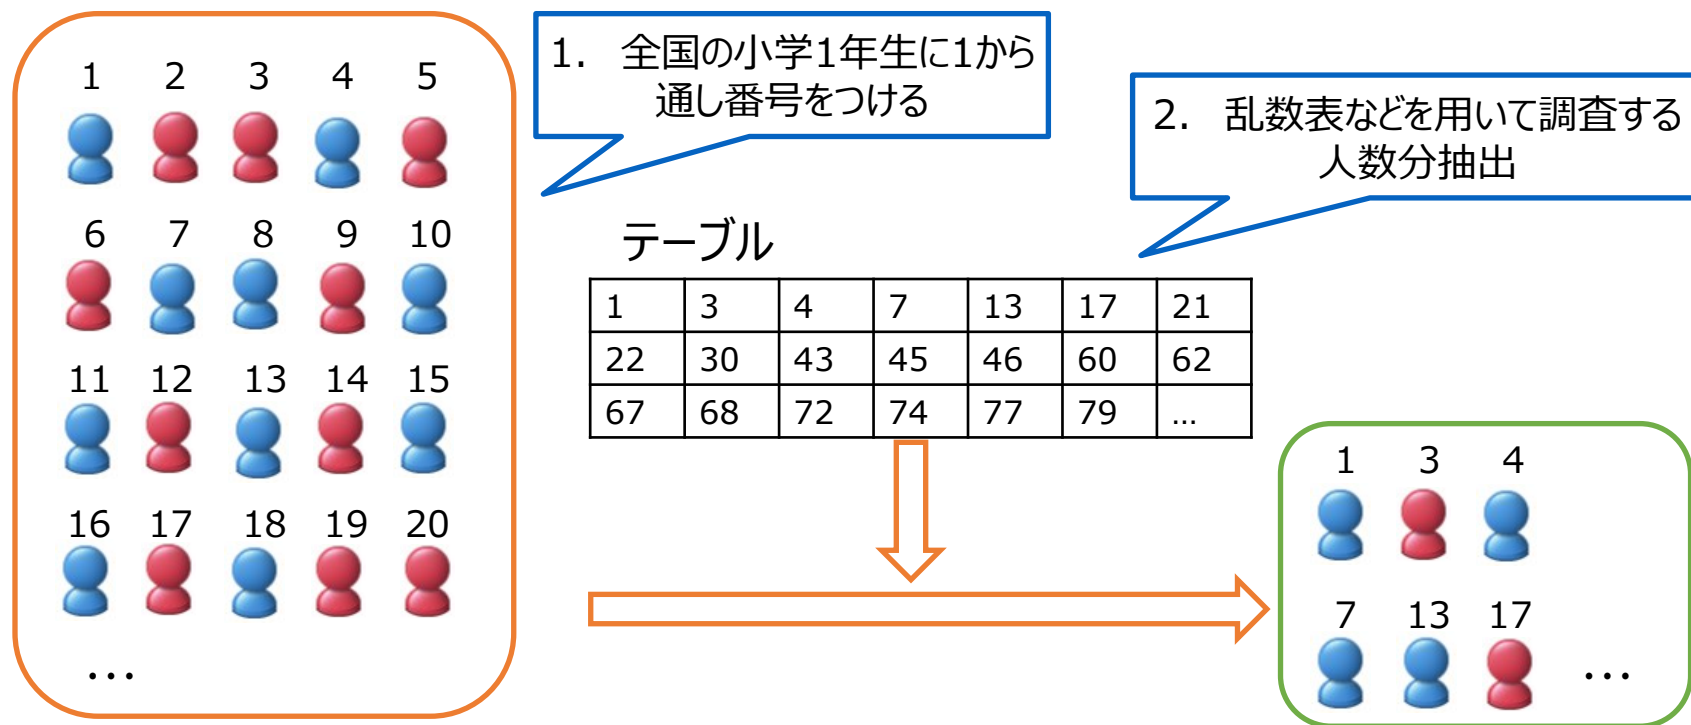 1 2 3 4 5
6 7 8 9 10
11 12 13 14 15
16 17 18 19 20
...
1. 全国の小学1年生に1から
通し番号をつける
2. 乱数表などを用いて調査する
人数分抽出
テーブル
1 3 4 7 13 17 21
22 30 43 45 46 60 62
67 68 72 74 77 79 ...
1 3 4
7 13 17
...